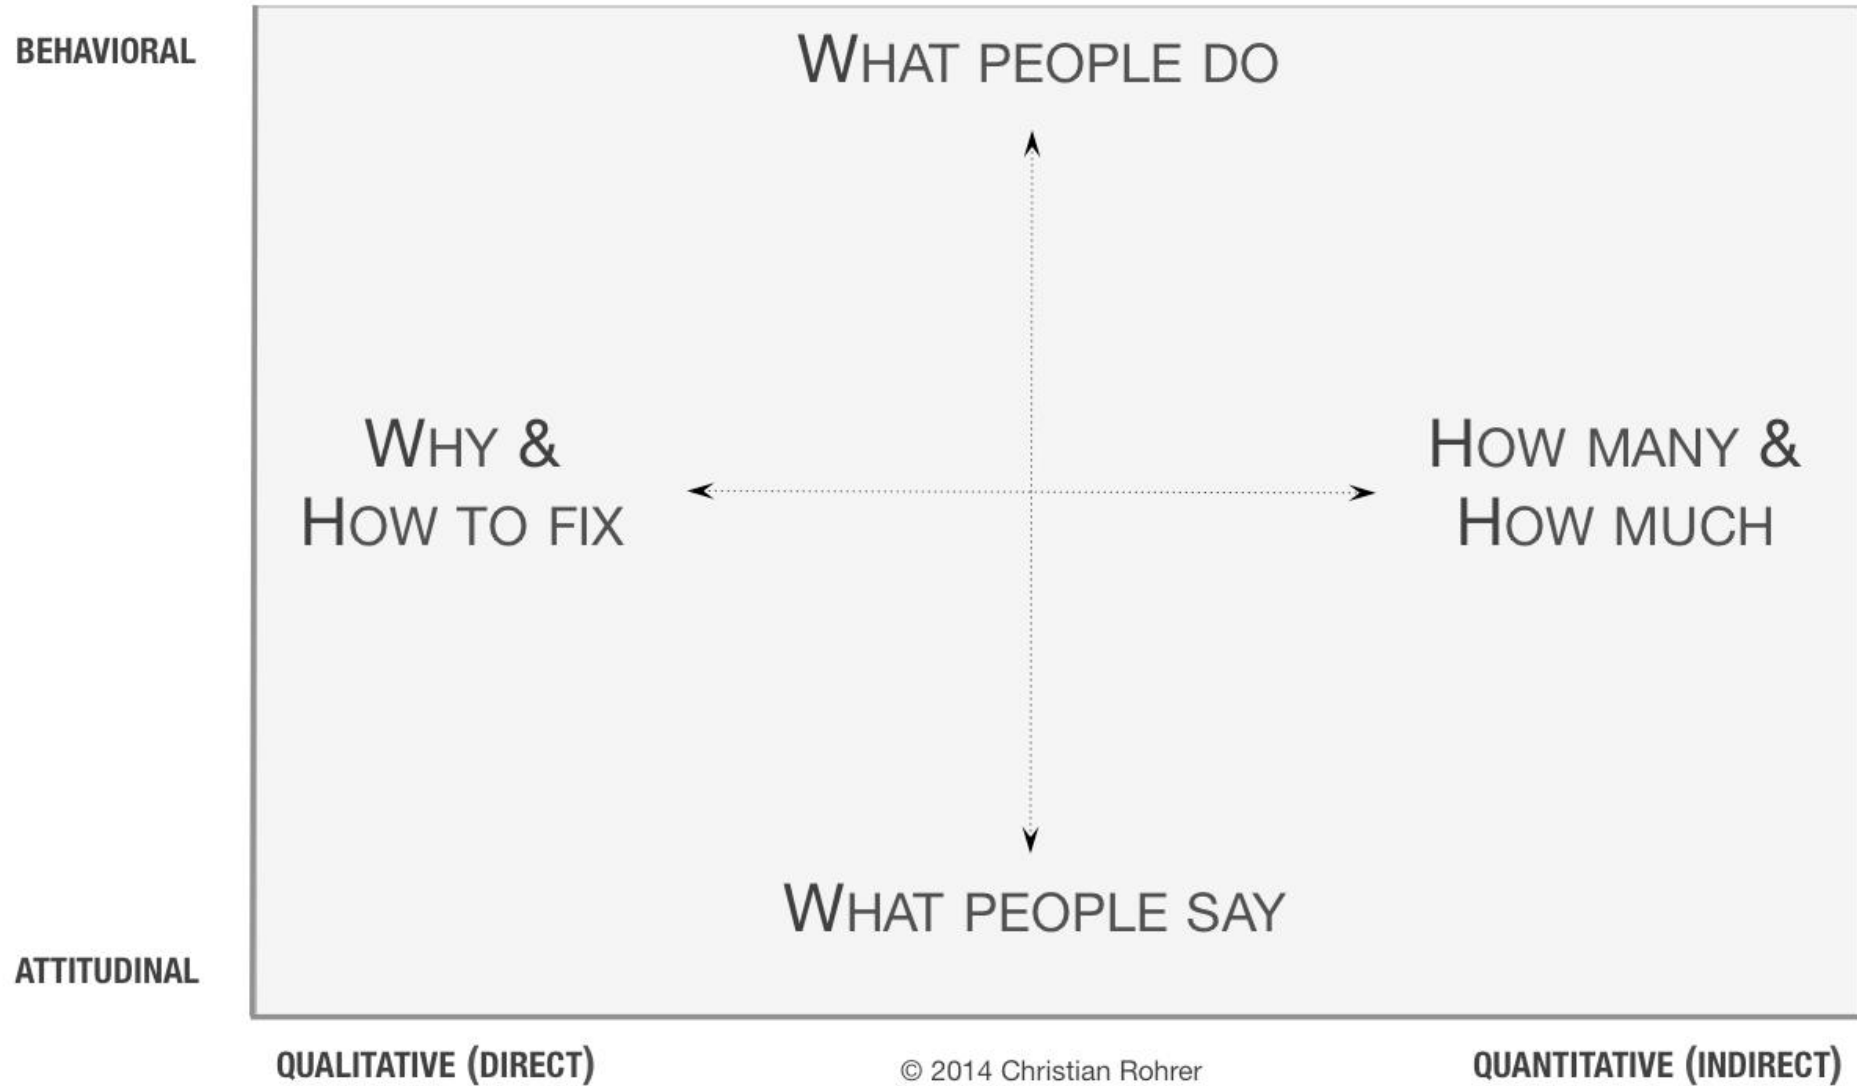 BEHAVIORAL
WHAT PEOPLE DO
WHY &
HOW TO FIX
HOW MANY &
HOW MUCH
WHAT PEOPLE SAY
ATTITUDINAL
QUALITATIVE (DIRECT)
© 2014 Christian Rohrer
QUANTITATIVE (INDIRECT)